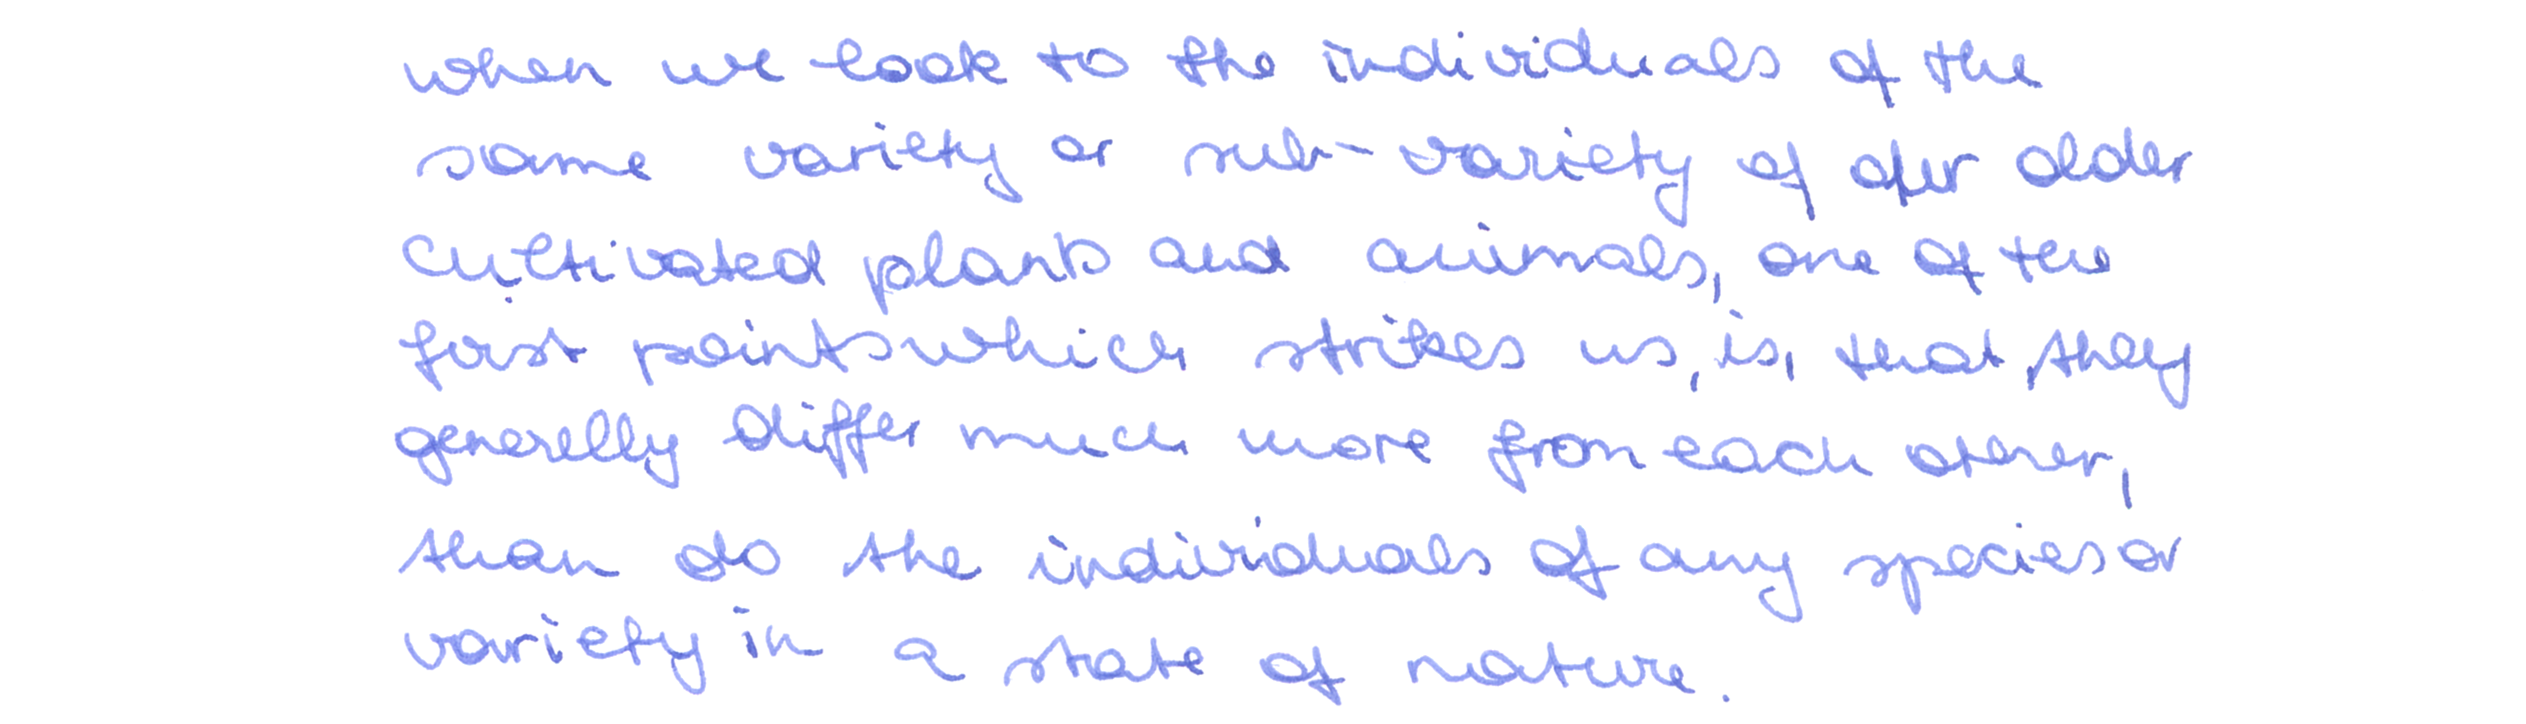 when we look to the individuals of the
same variety or sub-variety of our older
cultivated plants and animals, one of the
first points which strikes us, is, that, they
generelly differ much more from each other,
than do the individuals of any species or
variety in a state of nature.